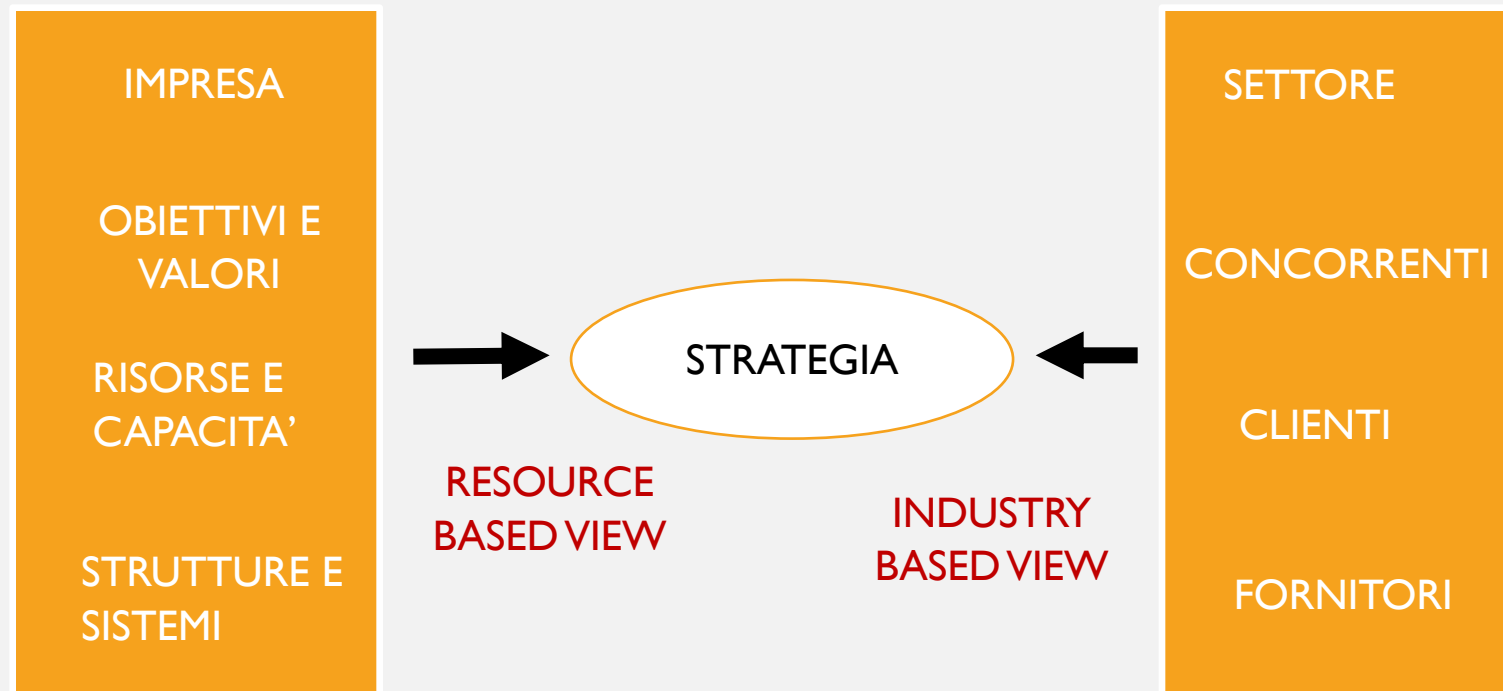 IMPRESA
OBIETTIVI E
VALORI
RISORSE E
CAPACITA’
STRUTTURE E
SISTEMI
STRATEGIA
RESOURCE
BASED VIEW
INDUSTRY
BASED VIEW
SETTORE
CONCORRENTI
CLIENTI
FORNITORI